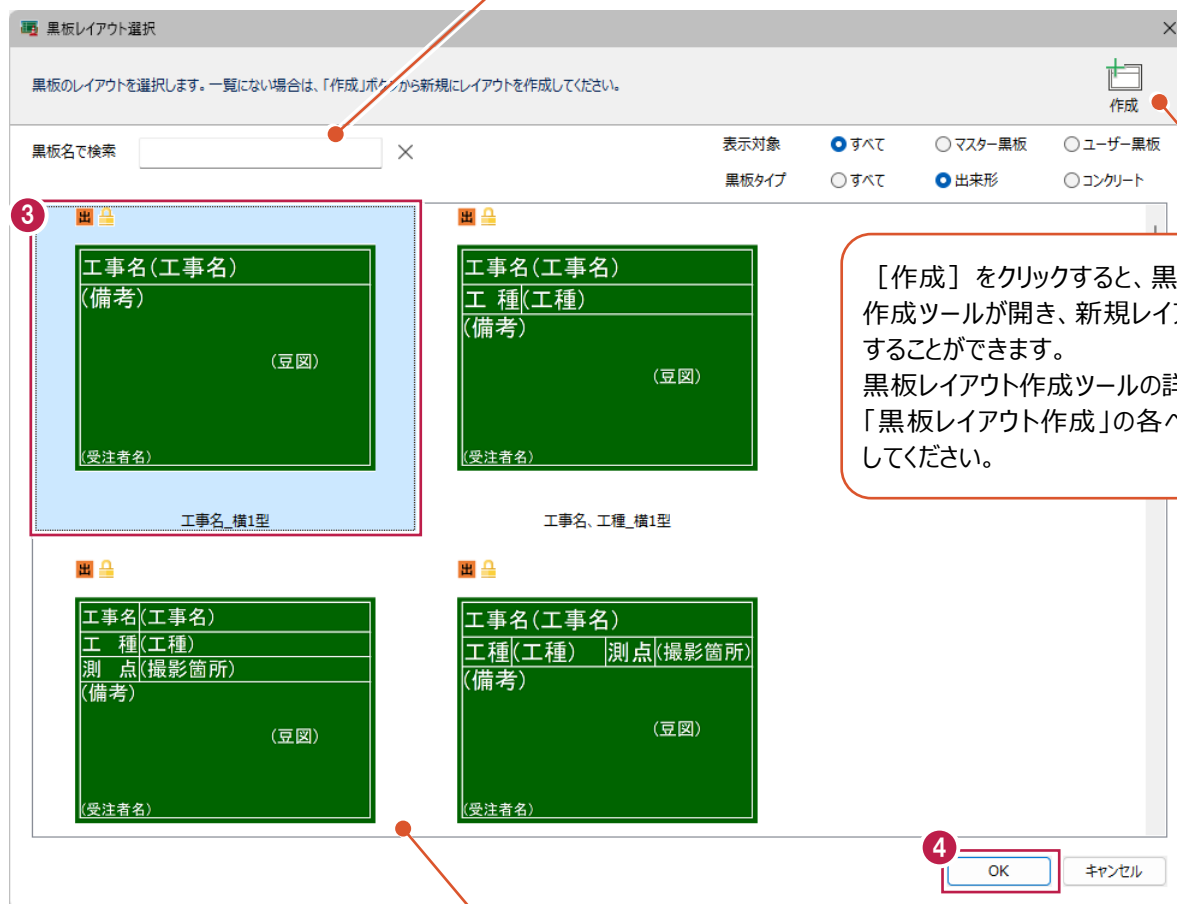 黒板レイアウト選択
黒板のレイアウトを選択します。一覧にない場合は、「作成」ボタンから新規にレイアウトを作成してください。
作成
黒板名で検索
表示対象 すべて マスター黒板 ユーザー黒板
黒板タイプ すべて 出来形 コンクリート
3
出
工事名(工事名)
(備考)
(豆図)
(受注者名)
工事名_横1型
出
工事名(工事名)
工 種(工種)
(備考)
(豆図)
(受注者名)
工事名、工種_横1型
[作成]をクリックすると、黒
作成ツールが開き、新規レイ
することができます。
黒板レイアウト作成ツールの
「黒板レイアウト作成」の各
してください。
出
工事名(工事名)
工 種(工種)
測 点(撮影箇所)
(備考)
(豆図)
(受注者名)
出
工事名(工事名)
工種(工種) 測点(撮影箇所)
(備考)
(豆図)
(受注者名)
4
OK
キャンセル